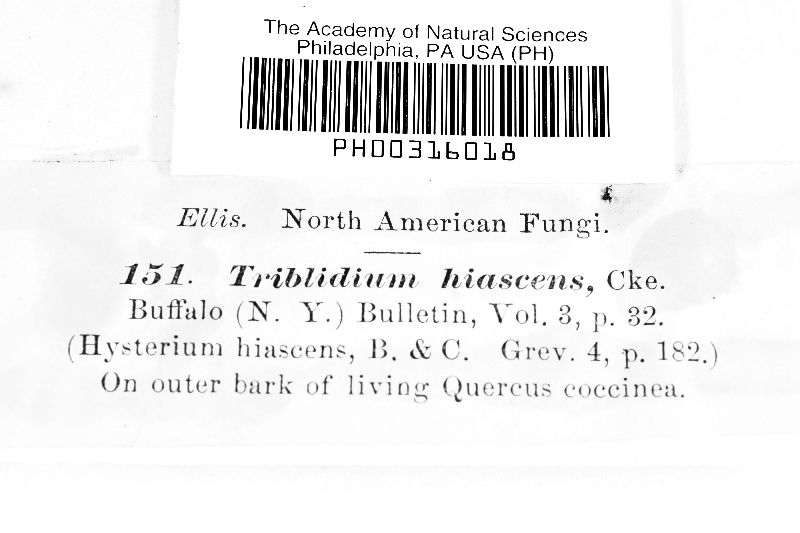 The Academy of Natural Sciences
Philadelphia, PA USA (PH)
PH00316018
Ellis. North American Fungi.
151. Triblidium hiascens, Cke.
Buffalo (N. Y.) Bulletin, Vol. 3, p. 32.
(Hysterium hiascens, B. & C. Grev. 4, p. 182.)
On outer bark of living Quercus coccinea.